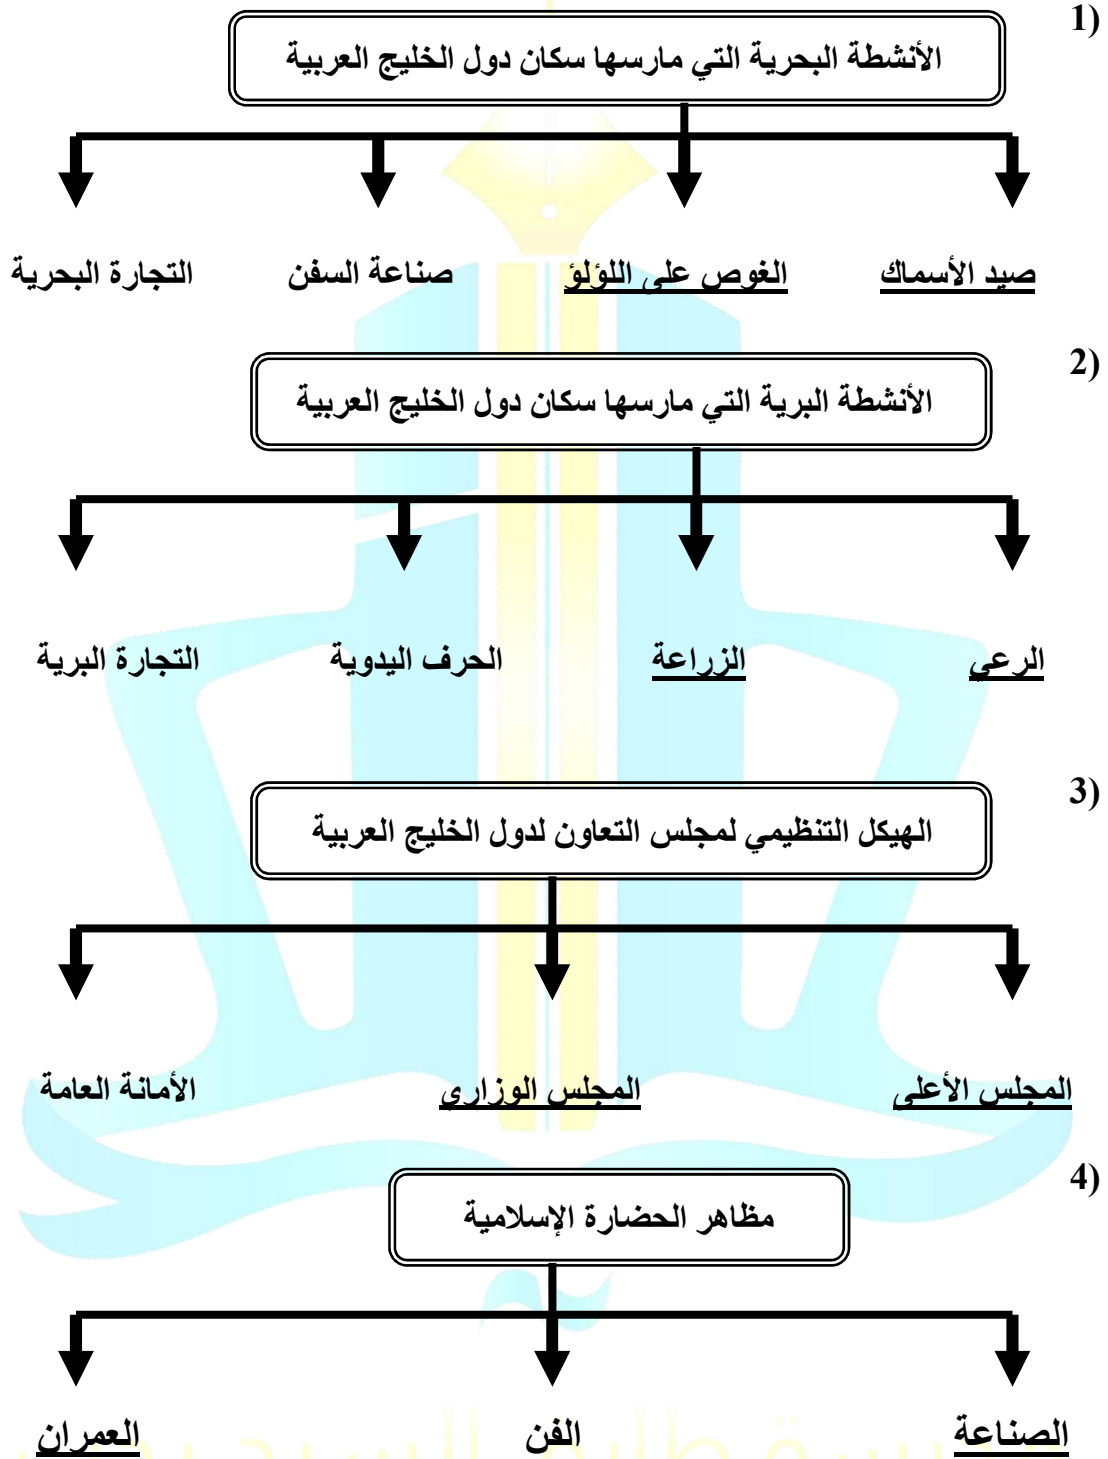 1)
الأنشطة البحرية التي مارسها سكان دول الخليج العربية
صيد الأسماك الغوص على اللؤلؤ صناعة السفن التجارة البحرية
2)
الأنشطة البرية التي مارسها سكان دول الخليج العربية
الرعي الزراعة الحرف اليدوية التجارة البرية
3)
الهيكل التنظيمي لمجلس التعاون لدول الخليج العربية
المجلس الأعلى المجلس الوزاري الأمانة العامة
4)
مظاهر الحضارة الإسلامية
الصناعة الفن العمران